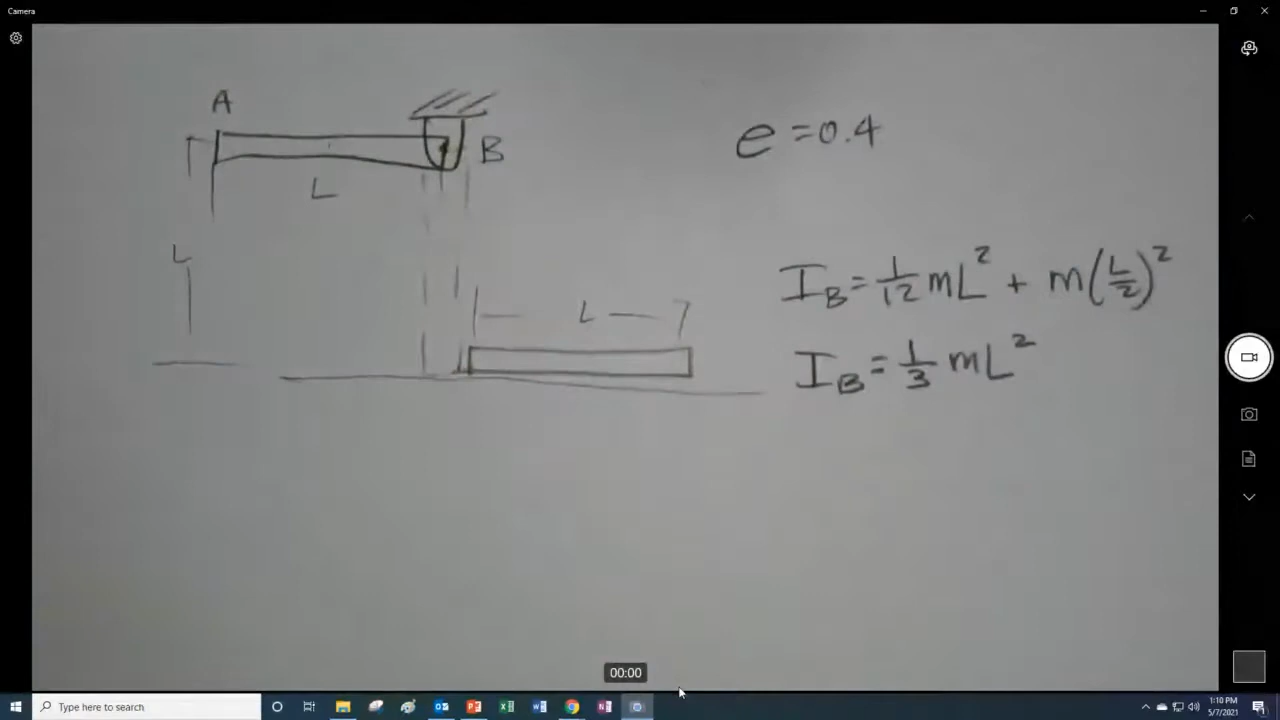 Camera
A
B
L
L
L
e = 0.4
I_B = 1/12 mL² + m(L/2)²
I_B = 1/3 mL²
00:00
Type here to search
1:10 PM
5/7/2021